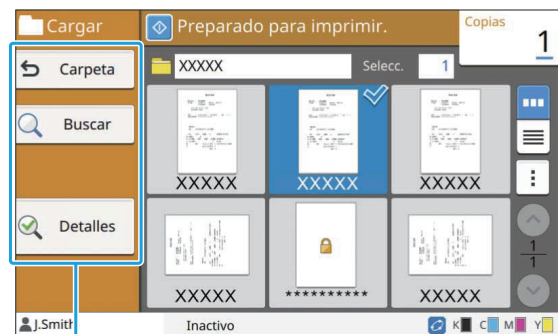 Cargar
Preparado para imprimir.
Copias
1
Carpeta
XXXXX
Selecc.
1
Buscar
XXXXX
XXXXX
XXXXX
Detalles
1
1
XXXXX
**********
XXXXX
J.Smith
Inactivo
K C M Y